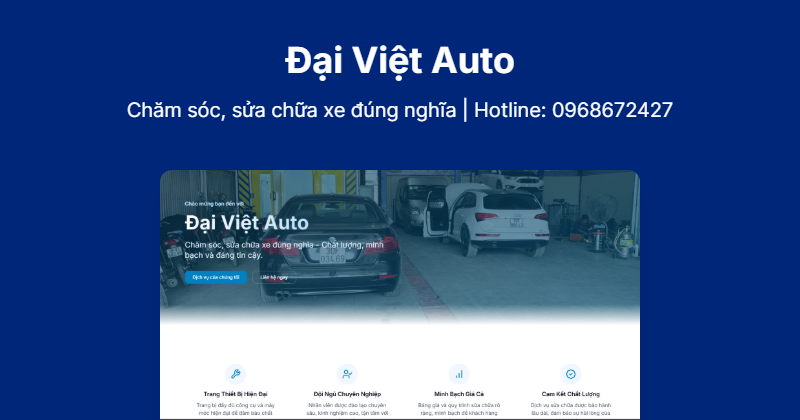 Đại Việt Auto
Chăm sóc, sửa chữa xe đúng nghĩa | Hotline: 0968672427
Chào mừng bạn đến với
Đại Việt Auto
Chăm sóc, sửa chữa xe đúng nghĩa - Chất lượng, minh
bạch và đáng tin cậy.
Dịch vụ của chúng tôi
Liên hệ ngay
Trang Thiết Bị Hiện Đại
Đội Ngũ Chuyên Nghiệp
Minh Bạch Giá Cả
Cam Kết Chất Lượng
Trang bị đầy đủ công cụ và máy
móc hiện đại để đảm bảo chất
Nhân viên được đào tạo chuyên
sâu, kinh nghiệm cao, tận tâm với
Bảng giá và quy trình sửa chữa rõ
ràng, minh bạch để khách hàng
Dịch vụ sửa chữa được bảo hành
lâu dài, đảm bảo sự hài lòng của